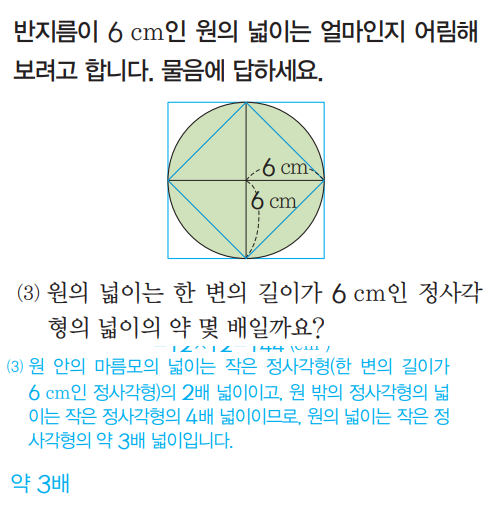 반지름이 6 cm인 원의 넓이는 얼마인지 어림해
보려고 합니다. 물음에 답하세요.
6 cm
6 cm
(3) 원의 넓이는 한 변의 길이가 6 cm인 정사각
형의 넓이의 약 몇 배일까요?
(3) 원 안의 마름모의 넓이는 작은 정사각형(한 변의 길이가
6 cm인 정사각형)의 2배 넓이이고, 원 밖의 정사각형의 넓
이는 작은 정사각형의 4배 넓이이므로, 원의 넓이는 작은 정
사각형의 약 3배 넓이입니다.
약 3배